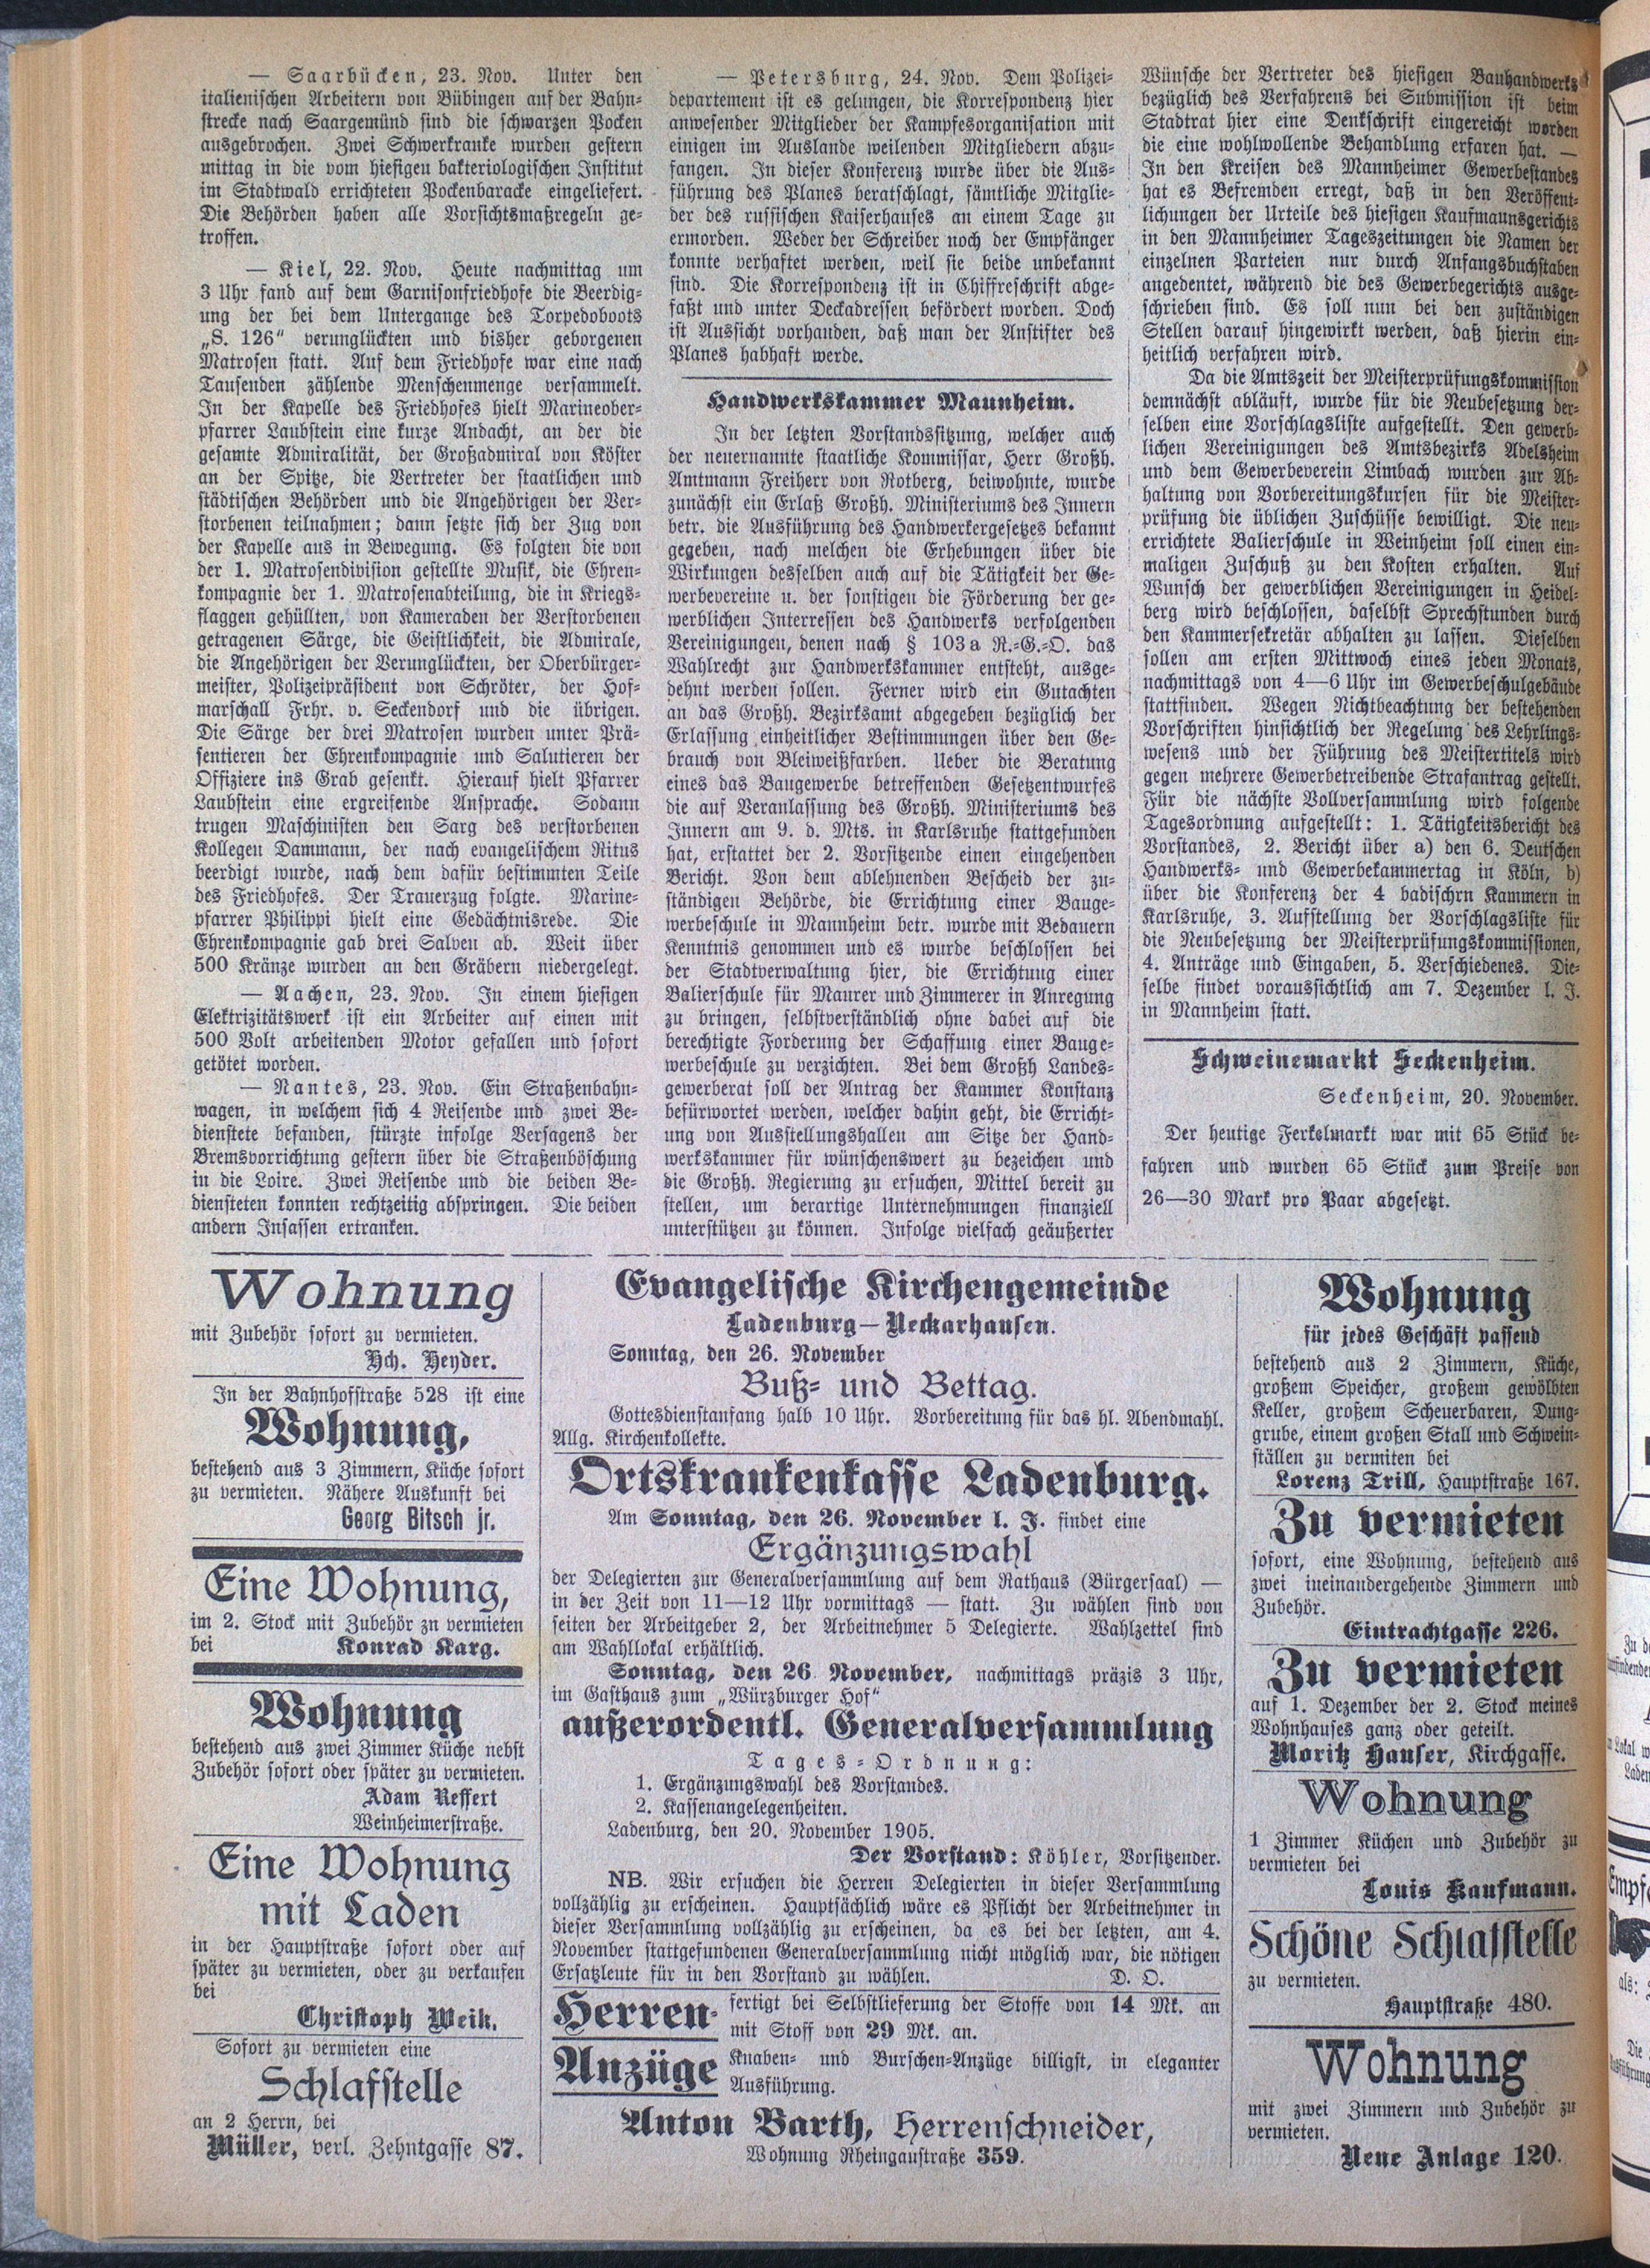 — Saarbücken, 23. Nov. Unter den
italienischen Arbeitern von Bübingen auf der Bahn-
strecke nach Saargemünd sind die schwarzen Pocken
ausgebrochen. Zwei Schwerkranke wurden gestern
mittag in die vom hiesigen bakteriologischen Institut
im Stadtwald errichteten Pockenbaracke eingeliefert.
Die Behörden haben alle Vorsichtsmaßregeln ge-
troffen.
— Kiel, 22. Nov. Heute nachmittag um
3 Uhr fand auf dem Garnisonfriedhofe die Beerdig-
ung der bei dem Untergange des Torpedoboots
„S. 126“ verunglückten und bisher geborgenen
Matrosen statt. Auf dem Friedhofe war eine nach
Tausenden zählende Menschenmenge versammelt.
In der Kapelle des Friedhofes hielt Marineober-
pfarrer Laubstein eine kurze Andacht, an der die
gesamte Admiralität, der Großadmiral von Köster
an der Spitze, die Vertreter der staatlichen und
städtischen Behörden und die Angehörigen der Ver-
storbenen teilnahmen; dann setzte sich der Zug von
der Kapelle aus in Bewegung. Es folgten die von
der 1. Matrosendivision gestellte Musik, die Ehren-
kompagnie der 1. Matrosenabteilung, die in Kriegs-
flaggen gehüllten, von Kameraden der Verstorbenen
getragenen Särge, die Geistlichkeit, die Admirale,
die Angehörigen der Verunglückten, der Oberbürger-
meister, Polizeipräsident von Schröter, der Hof-
marschall Frhr. v. Seckendorf und die übrigen.
Die Särge der drei Matrosen wurden unter Prä-
sentieren der Ehrenkompagnie und Salutieren der
Offiziere ins Grab gesenkt. Hierauf hielt Pfarrer
Laubstein eine ergreifende Ansprache. Sodann
trugen Maschinisten den Sarg des verstorbenen
Kollegen Dammann, der nach evangelischem Ritus
beerdigt wurde, nach dem dafür bestimmten Teile
des Friedhofes. Der Trauerzug folgte. Marine-
pfarrer Philippi hielt eine Gedächtnisrede. Die
Ehrenkompagnie gab drei Salven ab. Weit über
500 Kränze wurden an den Gräbern niedergelegt.
— Aachen, 23. Nov. In einem hiesigen
Elektrizitätswerk ist ein Arbeiter auf einen mit
500 Volt arbeitenden Motor gefallen und sofort
getötet worden.
— Nantes, 23. Nov. Ein Straßenbahn-
wagen, in welchem sich 4 Reisende und zwei Be-
dienstete befanden, stürzte infolge Versagens der
Bremsvorrichtung gestern über die Straßenböschung
in die Loire. Zwei Reisende und die beiden Be-
diensteten konnten rechtzeitig abspringen. Die beiden
andern Insassen ertranken.
— Petersburg, 24. Nov. Dem Polizei-
departement ist es gelungen, die Korrespondenz hier
anwesender Mitglieder der Kampfesorganisation mit
einigen im Auslande weilenden Mitgliedern abzu-
fangen. In dieser Konferenz wurde über die Aus-
führung des Planes beratschlagt, sämtliche Mitglie-
der des russischen Kaiserhauses an einem Tage zu
ermorden. Weder der Schreiber noch der Empfänger
konnte verhaftet werden, weil sie beide unbekannt
sind. Die Korrespondenz ist in Chiffreschrift abge-
faßt und unter Deckadressen befördert worden. Doch
ist Aussicht vorhanden, daß man der Anstifter des
Planes habhaft werde.
Handwerkskammer Mannheim.
In der letzten Vorstandssitzung, welcher auch
der neuernannte staatliche Kommissar, Herr Großh.
Amtmann Freiherr von Rotberg, beiwohnte, wurde
zunächst ein Erlaß Großh. Ministeriums des Innern
betr. die Ausführung des Handwerkergesetzes bekannt
gegeben, nach welchen die Erhebungen über die
Wirkungen desselben auch auf die Tätigkeit der Ge-
werbevereine u. der sonstigen die Förderung der ge-
werblichen Interressen des Handwerks verfolgenden
Vereinigungen, denen nach § 103a R.-G.-O. das
Wahlrecht zur Handwerkskammer entsteht, ausge-
dehnt werden sollen. Ferner wird ein Gutachten
an das Großh. Bezirksamt abgegeben bezüglich der
Erlassung einheitlicher Bestimmungen über den Ge-
brauch von Bleiweißfarben. Ueber die Beratung
eines das Baugewerbe betreffenden Gesetzentwurfes
die auf Veranlassung des Großh. Ministeriums des
Innern am 9. d. Mts. in Karlsruhe stattgefunden
hat, erstattet der 2. Vorsitzende einen eingehenden
Bericht. Von dem ablehnenden Bescheid der zu-
ständigen Behörde, die Errichtung einer Bauge-
werbeschule in Mannheim betr. wurde mit Bedauern
Kenntnis genommen und es wurde beschlossen bei
der Stadtverwaltung hier, die Errichtung einer
Balierschule für Maurer und Zimmerer in Anregung
zu bringen, selbstverständlich ohne dabei auf die
berechtigte Forderung der Schaffung einer Bauge-
werbeschule zu verzichten. Bei dem Großh Landes-
gewerberat soll der Antrag der Kammer Konstanz
befürwortet werden, welcher dahin geht, die Erricht-
ung von Ausstellungshallen am Sitze der Hand-
werkskammer für wünschenswert zu bezeichen und
die Großh. Regierung zu ersuchen, Mittel bereit zu
stellen, um derartige Unternehmungen finanziell
unterstützen zu können. Infolge vielfach geäußerter
Wünsche der Vertreter des hiesigen Bauhandwerks
bezüglich des Verfahrens bei Submission ist beim
Stadtrat hier eine Denkschrift eingereicht worden
die eine wohlwollende Behandlung erfaren hat. —
In den Kreisen des Mannheimer Gewerbestandes
hat es Befremden erregt, daß in den Veröffent-
lichungen der Urteile des hiesigen Kaufmannsgerichts
in den Mannheimer Tageszeitungen die Namen der
einzelnen Parteien nur durch Anfangsbuchstaben
angedentet, während die des Gewerbegerichts ausge-
schrieben sind. Es soll nun bei den zuständigen
Stellen darauf hingewirkt werden, daß hierin ein-
heitlich verfahren wird.
Da die Amtszeit der Meisterprüfungskommission
demnächst abläuft, wurde für die Neubesetzung der-
selben eine Vorschlagsliste aufgestellt. Den gewerb-
lichen Vereinigungen des Amtsbezirks Adelsheim
und dem Gewerbeverein Limbach wurden zur Ab-
haltung von Vorbereitungskursen für die Meister-
prüfung die üblichen Zuschüsse bewilligt. Die neu-
errichtete Balierschule in Weinheim soll einen ein-
maligen Zuschuß zu den Kosten erhalten. Auf
Wunsch der gewerblichen Vereinigungen in Heidel-
berg wird beschlossen, daselbst Sprechstunden durch
den Kammersekretär abhalten zu lassen. Dieselben
sollen am ersten Mittwoch eines jeden Monats,
nachmittags von 4—6 Uhr im Gewerbeschulgebäude
stattfinden. Wegen Nichtbeachtung der bestehenden
Vorschriften hinsichtlich der Regelung des Lehrlings-
wesens und der Führung des Meistertitels wird
gegen mehrere Gewerbetreibende Strafantrag gestellt.
Für die nächste Vollversammlung wird folgende
Tagesordnung aufgestellt: 1. Tätigkeitsbericht des
Vorstandes, 2. Bericht über a) den 6. Deutschen
Handwerks- und Gewerbekammertag in Köln, b)
über die Konferenz der 4 badischrn Kammern in
Karlsruhe, 3. Aufstellung der Vorschlagsliste für
die Neubesetzung der Meisterprüfungskommissionen,
4. Anträge und Eingaben, 5. Verschiedenes. Die-
selbe findet voraussichtlich am 7. Dezember l. J.
in Mannheim statt.
Schweinemarkt Seckenheim.
Seckenheim, 20. November.
Der heutige Ferkelmarkt war mit 65 Stück be-
fahren und wurden 65 Stück zum Preise von
26—30 Mark pro Paar abgesetzt.
Wohnung
mit Zubehör sofort zu vermieten.
Hch. Heyder.
In der Bahnhofstraße 528 ist eine
Wohnung,
bestehend aus 3 Zimmern, Küche sofort
zu vermieten. Nähere Auskunft bei
Georg Bitsch jr.
Eine Wohnung,
im 2. Stock mit Zubehör zn vermieten
bei Konrad Karg.
Wohnung
bestehend aus zwei Zimmer Küche nebst
Zubehör sofort oder später zu vermieten.
Adam Reffert
Weinheimerstraße.
Eine Wohnung
mit Laden
in der Hauptstraße sofort oder auf
später zu vermieten, oder zu verkaufen
bei
Christoph Weik.
Sofort zu vermieten eine
Schlafstelle
an 2 Herrn, bei
Müller, verl. Zehntgasse 87.
Evangelische Kirchengemeinde
Ladenburg—Neckarhausen.
Sonntag, den 26. November
Buß- und Bettag.
Gottesdienstanfang halb 10 Uhr. Vorbereitung für das hl. Abendmahl.
Allg. Kirchenkollekte.
Ortskrankenkasse Ladenburg.
Am Sonntag, den 26. November l. J. findet eine
Ergänzungswahl
der Delegierten zur Generalversammlung auf dem Rathaus (Bürgersaal) —
in der Zeit von 11—12 Uhr vormittags — statt. Zu wählen sind von
seiten der Arbeitgeber 2, der Arbeitnehmer 5 Delegierte. Wahlzettel sind
am Wahllokal erhältlich.
Sonntag, den 26. November, nachmittags präzis 3 Uhr,
im Gasthaus zum „Würzburger Hof“
außerordentl. Generalversammlung
Tages-Ordnung:
1. Ergänzungswahl des Vorstandes.
2. Kassenangelegenheiten.
Ladenburg, den 20. November 1905.
Der Vorstand: Köhler, Vorsitzender.
NB. Wir ersuchen die Herren Delegierten in dieser Versammlung
vollzählig zu erscheinen. Hauptsächlich wäre es Pflicht der Arbeitnehmer in
dieser Versammlung vollzählig zu erscheinen, da es bei der letzten, am 4.
November stattgefundenen Generalversammlung nicht möglich war, die nötigen
Ersatzleute für in den Vorstand zu wählen. D. O.
Herren- fertigt bei Selbstlieferung der Stoffe von 14 Mk. an
mit Stoff von 29 Mk. an.
Anzüge Knaben- und Burschen-Anzüge billigst, in eleganter
Ausführung.
Anton Barth, Herrenschneider,
Wohnung Rheingaustraße 359.
Wohnung
für jedes Geschäft passend
bestehend aus 2 Zimmern, Küche,
großem Speicher, großem gewölbten
Keller, großem Scheuerbaren, Dung-
grube, einem großen Stall und Schwein-
ställen zu vermiten bei
Lorenz Trill, Hauptstraße 167.
Zu vermieten
sofort, eine Wohnung, bestehend aus
zwei ineinandergehende Zimmern und
Zubehör.
Eintrachtgasse 226.
Zu vermieten
auf 1. Dezember der 2. Stock meines
Wohnhauses ganz oder geteilt.
Moritz Hauser, Kirchgasse.
Wohnung
1 Zimmer Küchen und Zubehör zu
vermieten bei
Louis Kaufmann.
Schöne Schlafstelle
zu vermieten.
Hauptstraße 480.
Wohnung
mit zwei Zimmern und Zubehör zu
vermieten.
Neue Anlage 120.